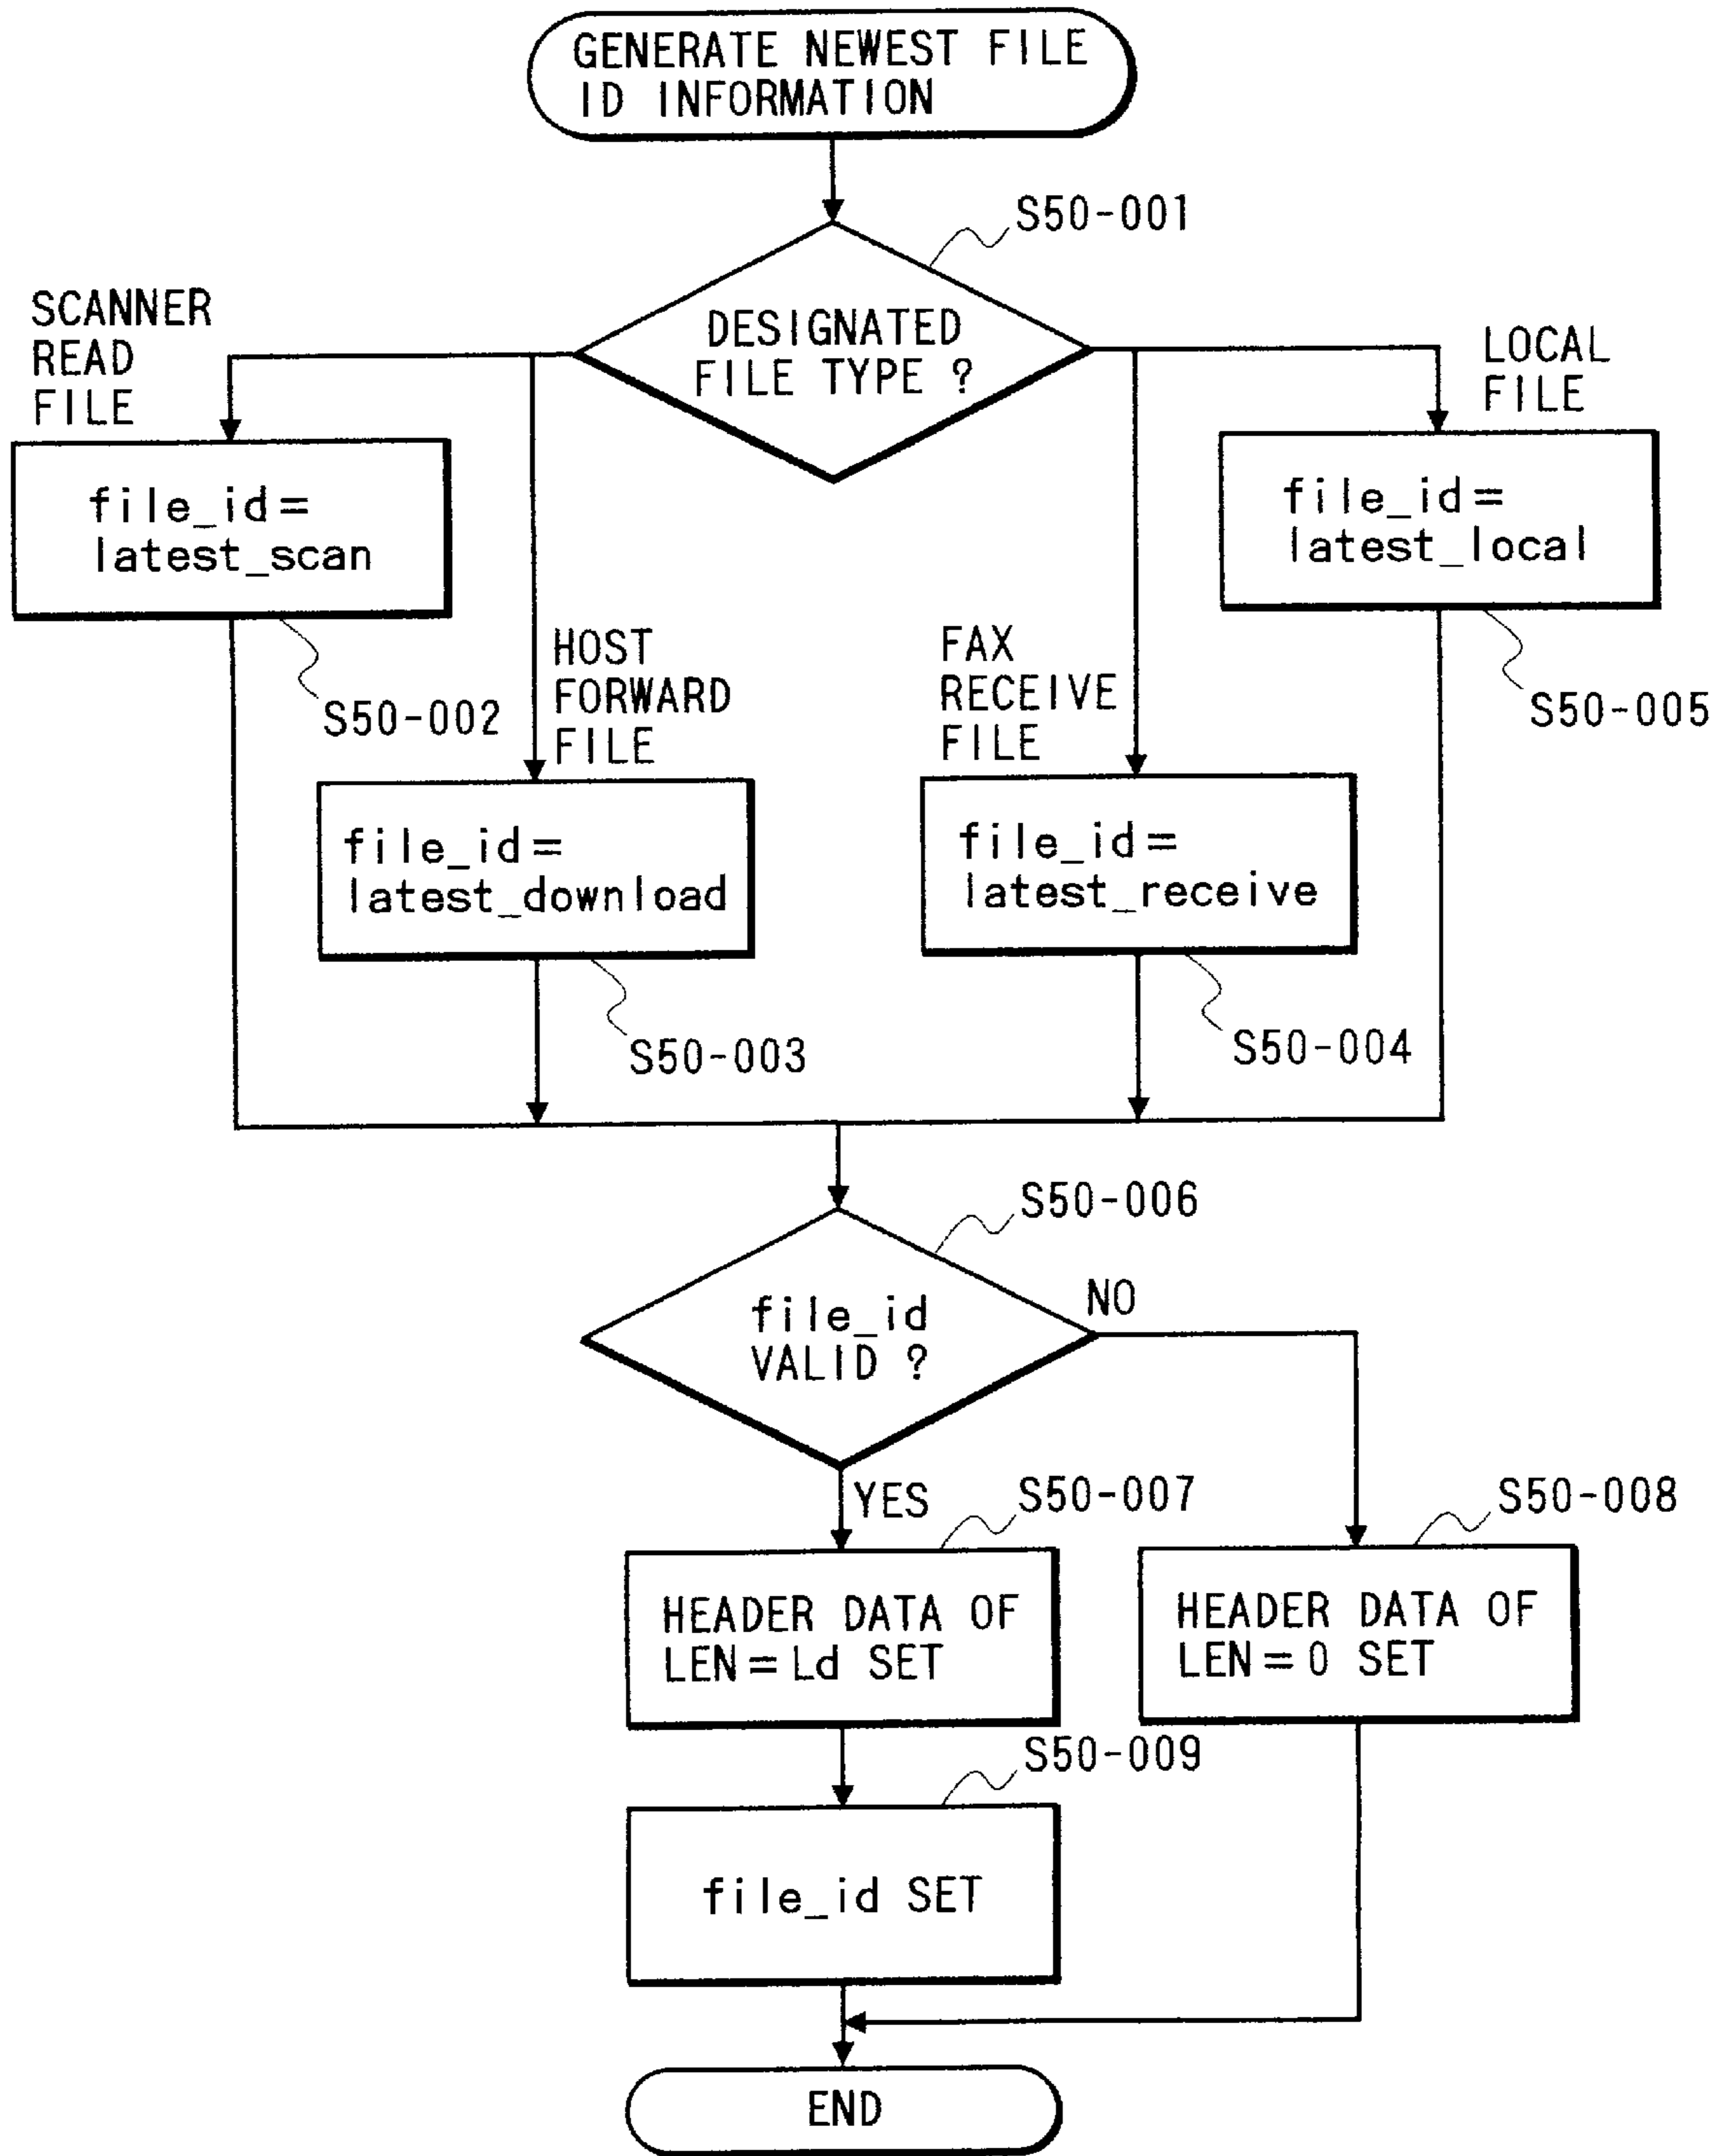 GENERATE NEWEST FILE
ID INFORMATION
S50-001
DESIGNATED
FILE TYPE ?
SCANNER
READ
FILE
LOCAL
FILE
file_id=
latest_scan
S50-002
file_id=
latest_local
S50-005
HOST
FORWARD
FILE
FAX
RECEIVE
FILE
file_id=
latest_download
S50-003
file_id=
latest_receive
S50-004
S50-006
file_id
VALID ?
NO
YES
S50-007
S50-008
HEADER DATA OF
LEN=Ld SET
HEADER DATA OF
LEN=0 SET
S50-009
file_id SET
END